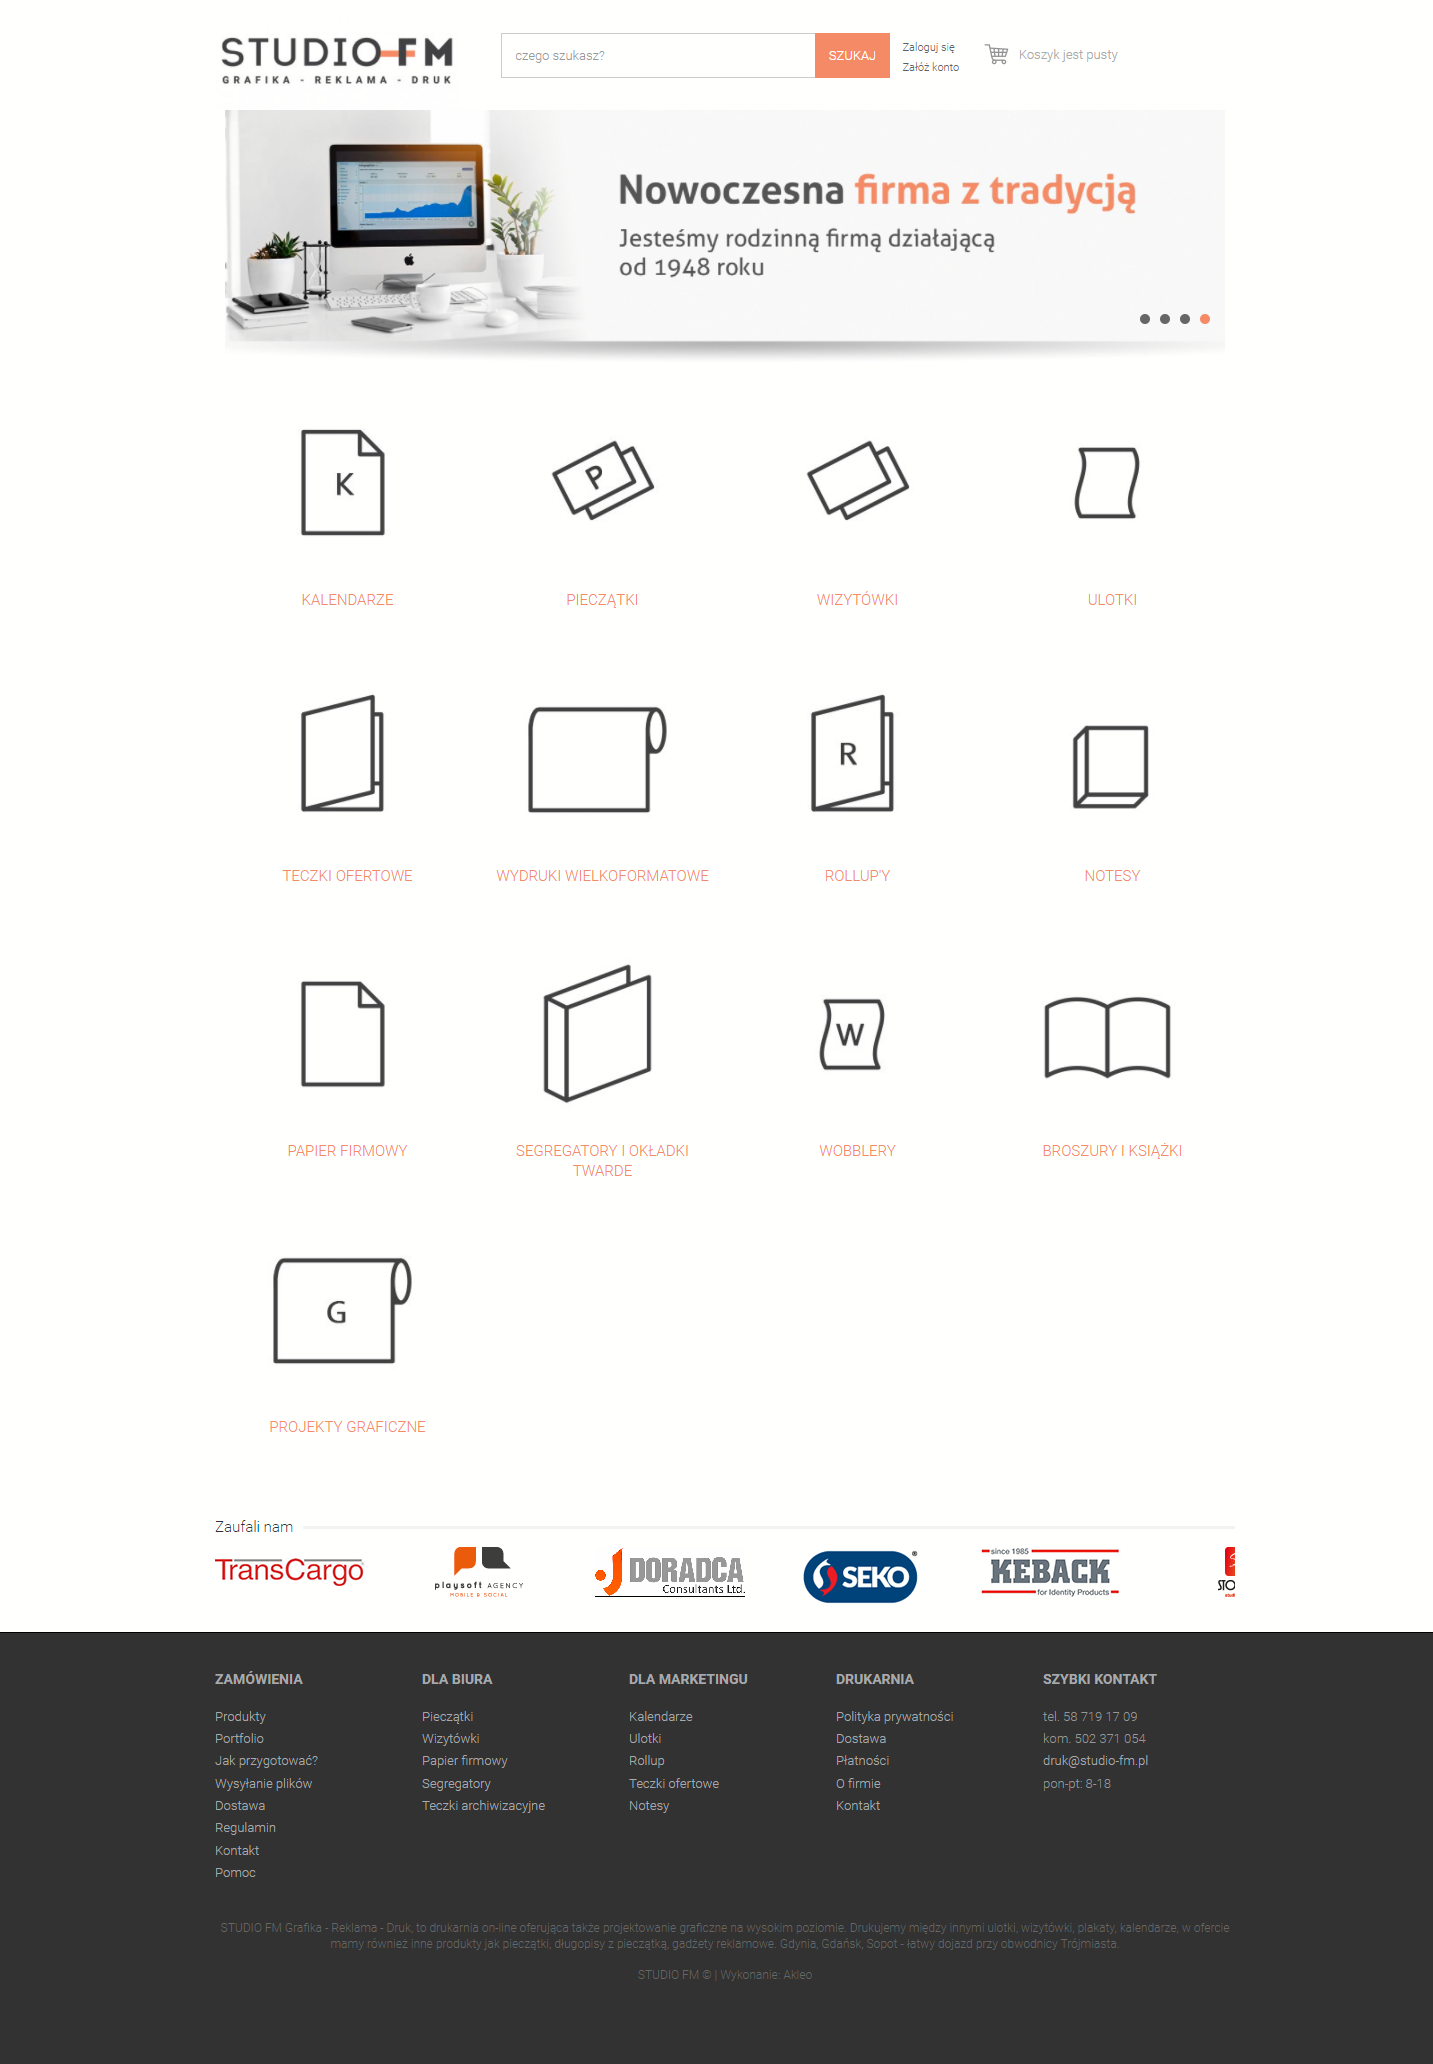 STUDIO-FM
GRAFIKA - REKLAMA - DRUK
czego szukasz?
SZUKAJ
Zaloguj się
Załóż konto
Koszyk jest pusty
Nowoczesna firma z tradycją
Jesteśmy rodzinną firmą działającą
od 1948 roku
K
P
KALENDARZE
PIECZĄTKI
WIZYTÓWKI
ULOTKI
R
TECZKI OFERTOWE
WYDRUKI WIELKOFORMATOWE
ROLLUP'Y
NOTESY
W
PAPIER FIRMOWY
SEGREGATORY I OKŁADKI
TWARDE
WOBBLERY
BROSZURY I KSIĄŻKI
G
PROJEKTY GRAFICZNE
Zaufali nam
TransCargo
playsoft AGENCY
MOBILE & SOCIAL
DORADCA
Consultants Ltd.
SEKO
since 1985
KEBACK
for Identity Products
STO
ZAMÓWIENIA
Produkty
Portfolio
Jak przygotować?
Wysyłanie plików
Dostawa
Regulamin
Kontakt
Pomoc
DLA BIURA
Pieczątki
Wizytówki
Papier firmowy
Segregatory
Teczki archiwizacyjne
DLA MARKETINGU
Kalendarze
Ulotki
Rollup
Teczki ofertowe
Notesy
DRUKARNIA
Polityka prywatności
Dostawa
Płatności
O firmie
Kontakt
SZYBKI KONTAKT
tel. 58 719 17 09
kom. 502 371 054
druk@studio-fm.pl
pon-pt: 8-18
STUDIO FM Grafika - Reklama - Druk, to drukarnia on-line oferująca także projektowanie graficzne na wysokim poziomie. Drukujemy między innymi ulotki, wizytówki, plakaty, kalendarze, w ofercie
mamy również inne produkty jak pieczątki, długopisy z pieczątką, gadżety reklamowe. Gdynia, Gdańsk, Sopot - łatwy dojazd przy obwodnicy Trójmiasta.
STUDIO FM © | Wykonanie: Akleo